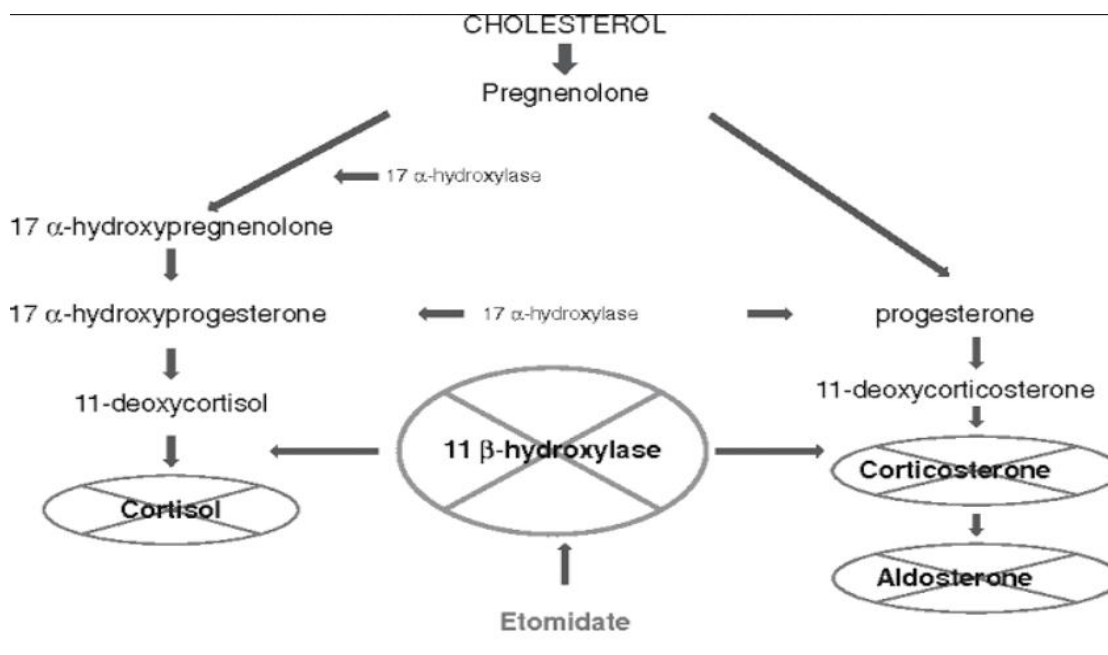 CHOLESTEROL
Pregnenolone
17 α-hydroxylase
17 α-hydroxypregnenolone
17 α-hydroxyprogesterone
17 α-hydroxylase
progesterone
11-deoxycortisol
11-deoxycorticosterone
11 β-hydroxylase
Corticosterone
Cortisol
Aldosterone
Etomidate